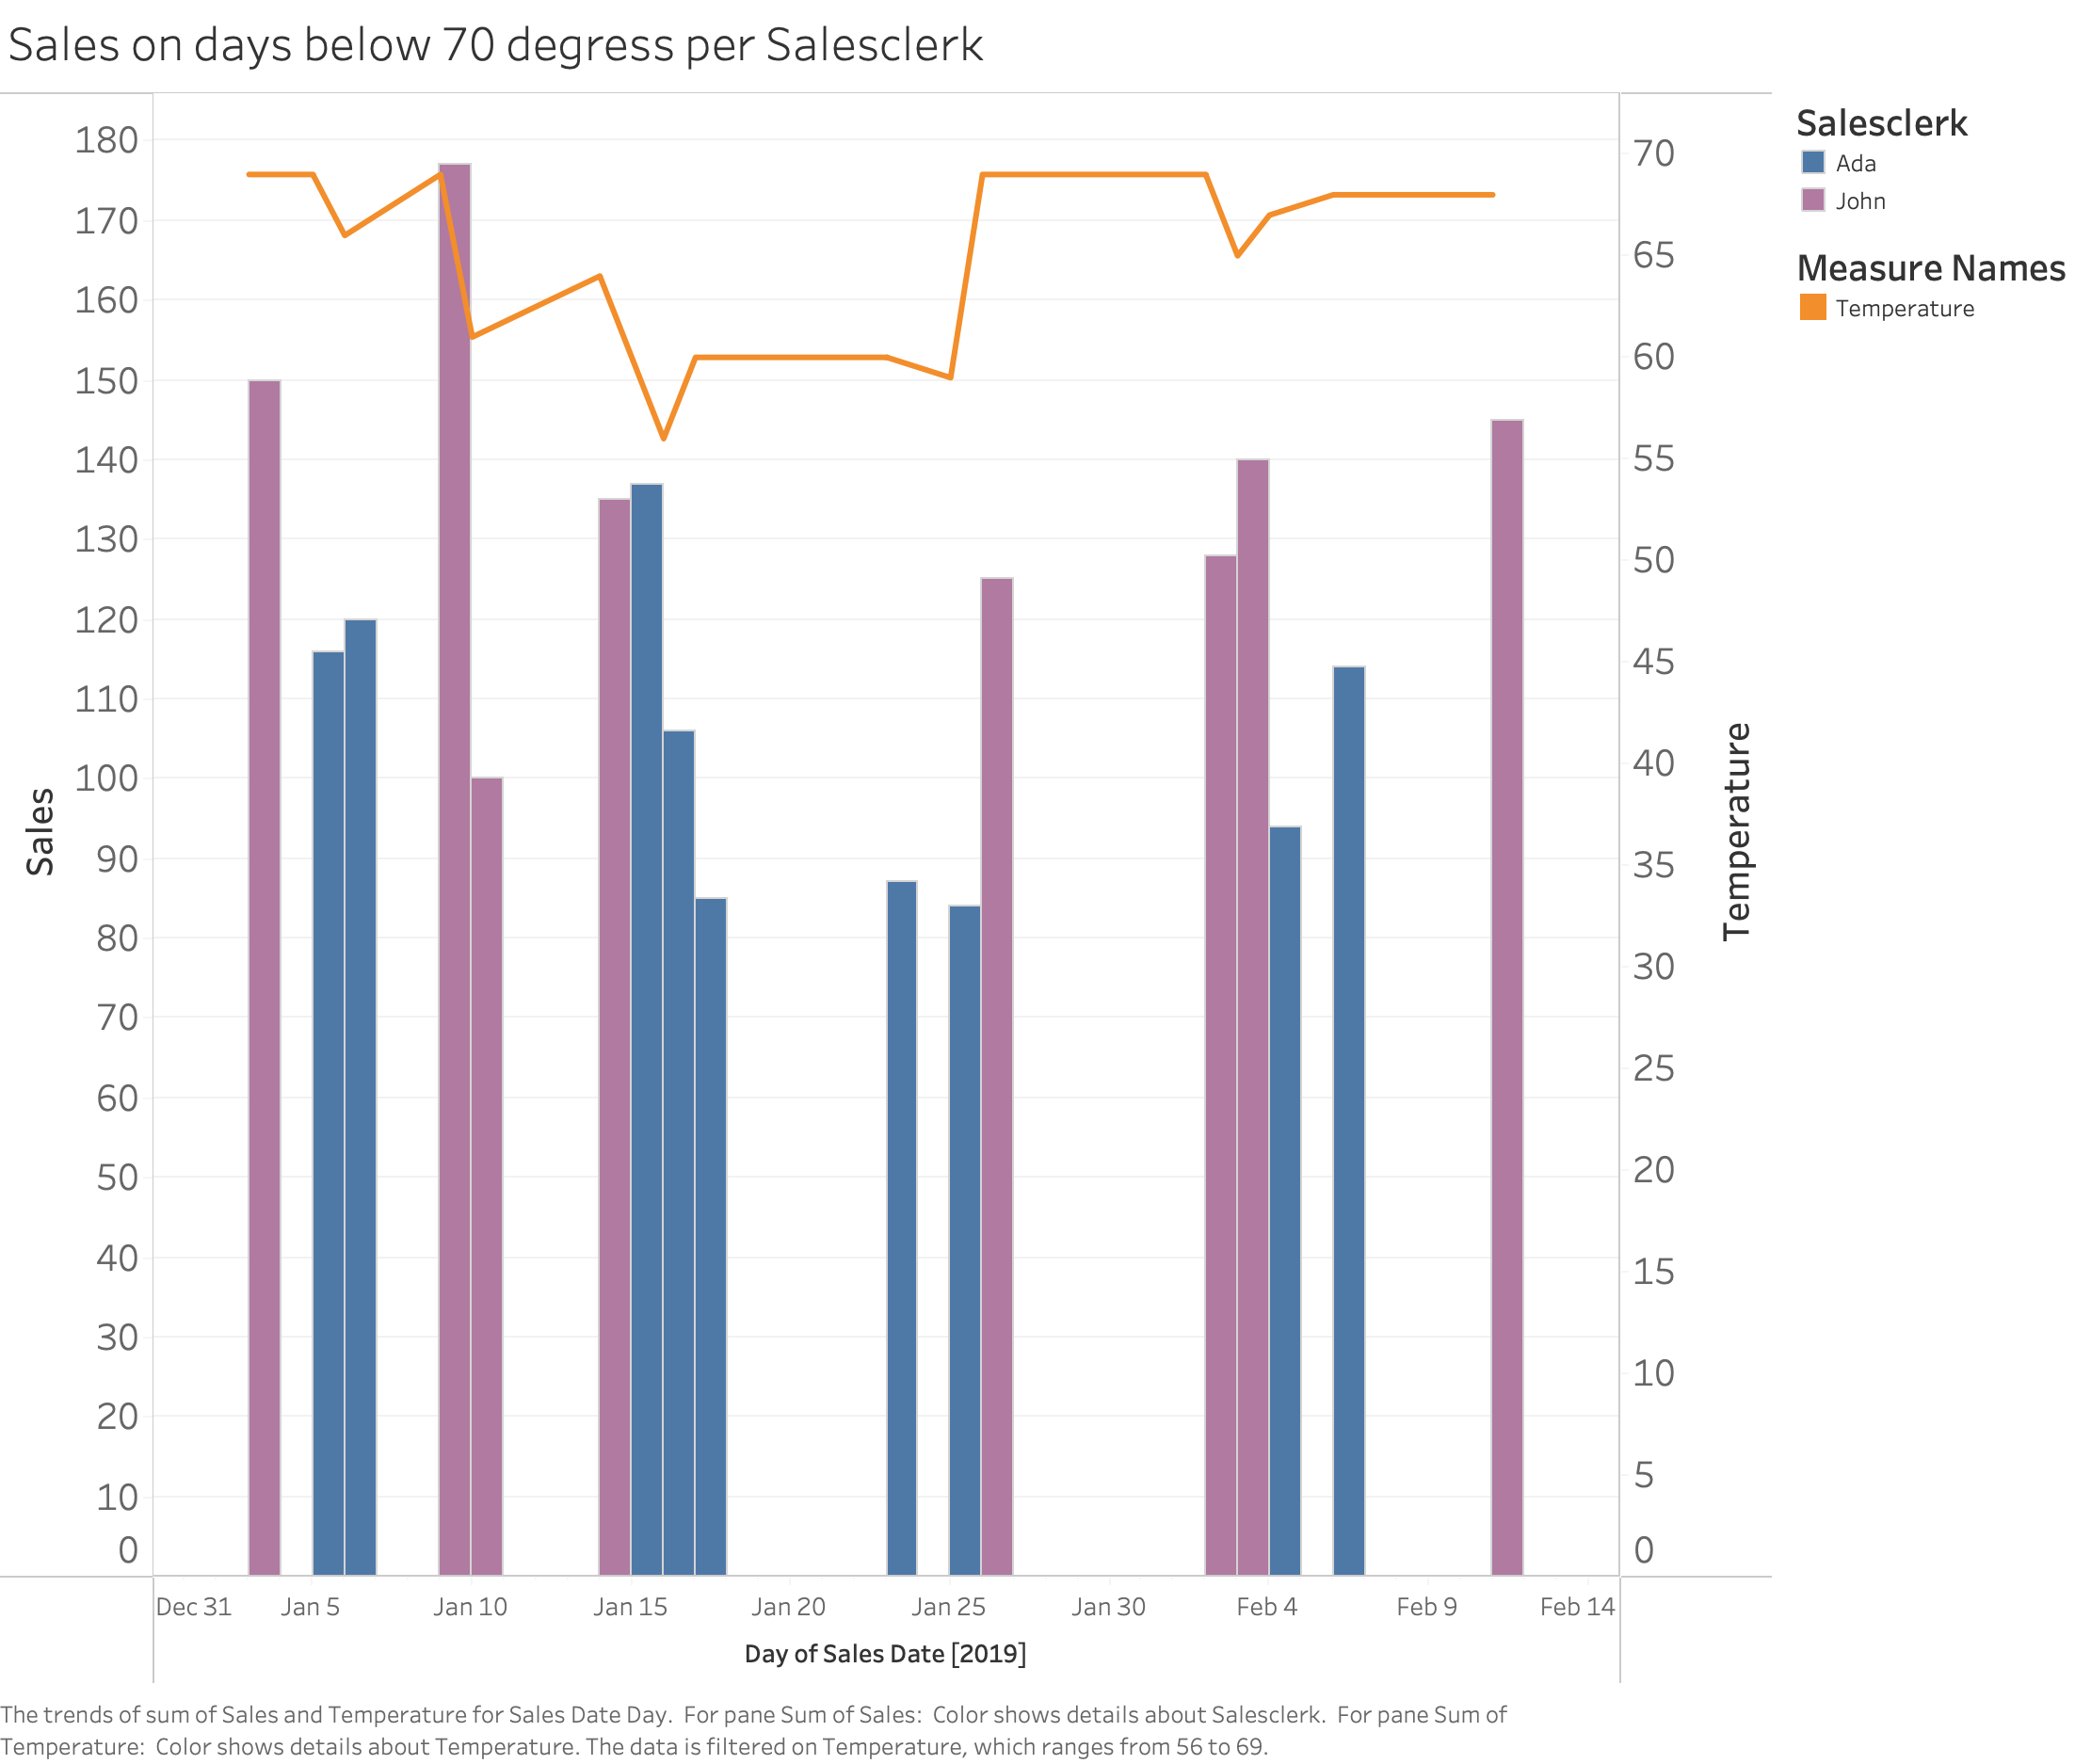 Sales on days below 70 degress per Salesclerk
Salesclerk
Ada
John
Measure Names
Temperature
Sales
180
170
160
150
140
130
120
110
100
90
80
70
60
50
40
30
20
10
0
70
65
60
55
50
45
40
35
30
25
20
15
10
5
0
Temperature
Dec 31 Jan 5 Jan 10 Jan 15 Jan 20 Jan 25 Jan 30 Feb 4 Feb 9 Feb 14
Day of Sales Date [2019]
The trends of sum of Sales and Temperature for Sales Date Day. For pane Sum of Sales: Color shows details about Salesclerk. For pane Sum of
Temperature: Color shows details about Temperature. The data is filtered on Temperature, which ranges from 56 to 69.